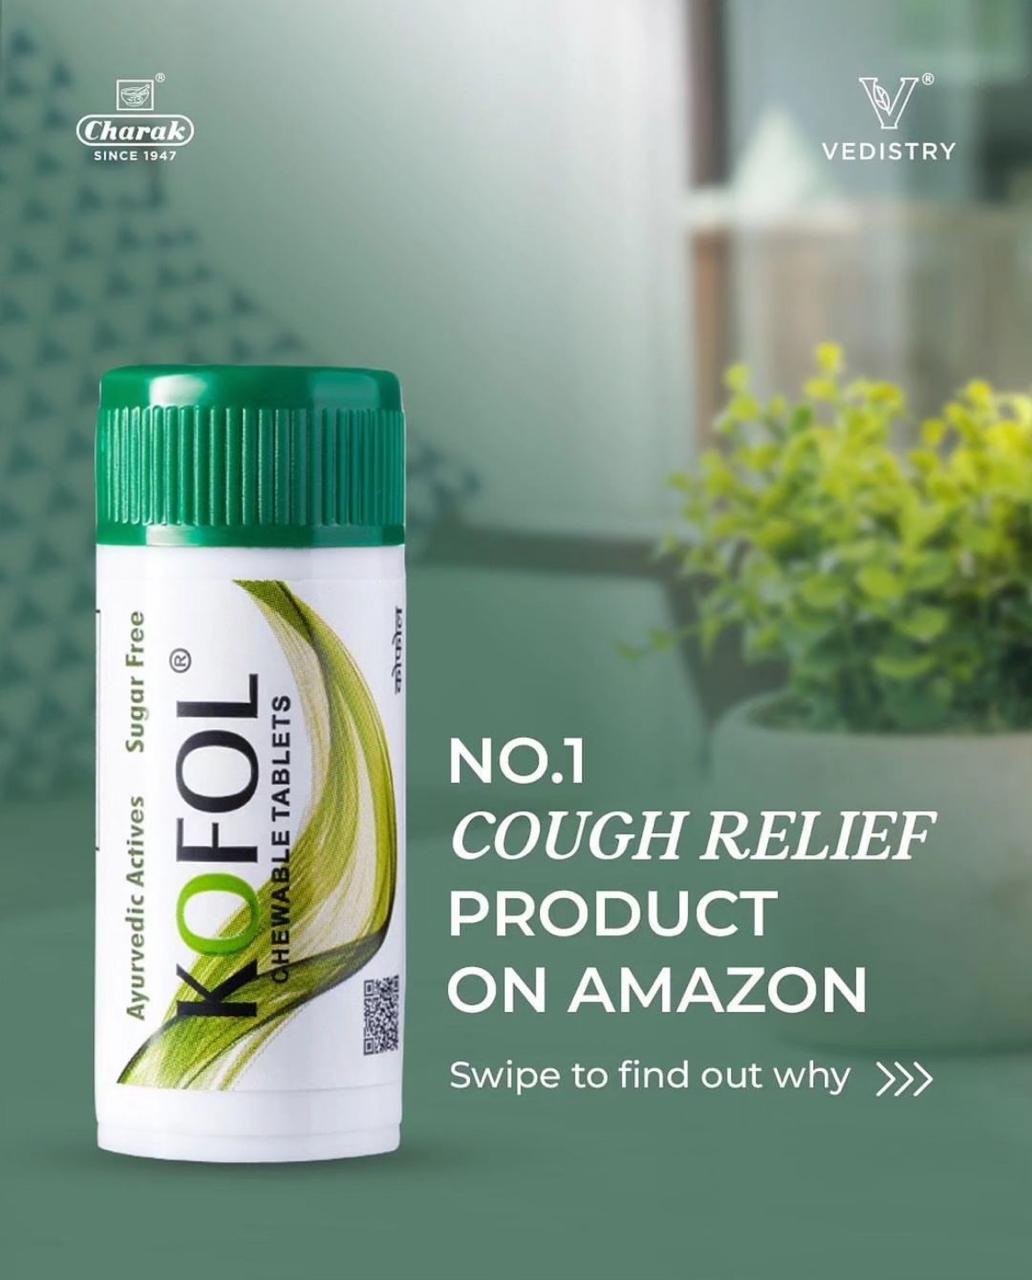 Charak®
SINCE 1947
V®
VEDISTRY
Ayurvedic Actives Sugar Free
KOFOL®
CHEWABLE TABLETS
कोफोल
NO.1
COUGH RELIEF
PRODUCT
ON AMAZON
Swipe to find out why >>>